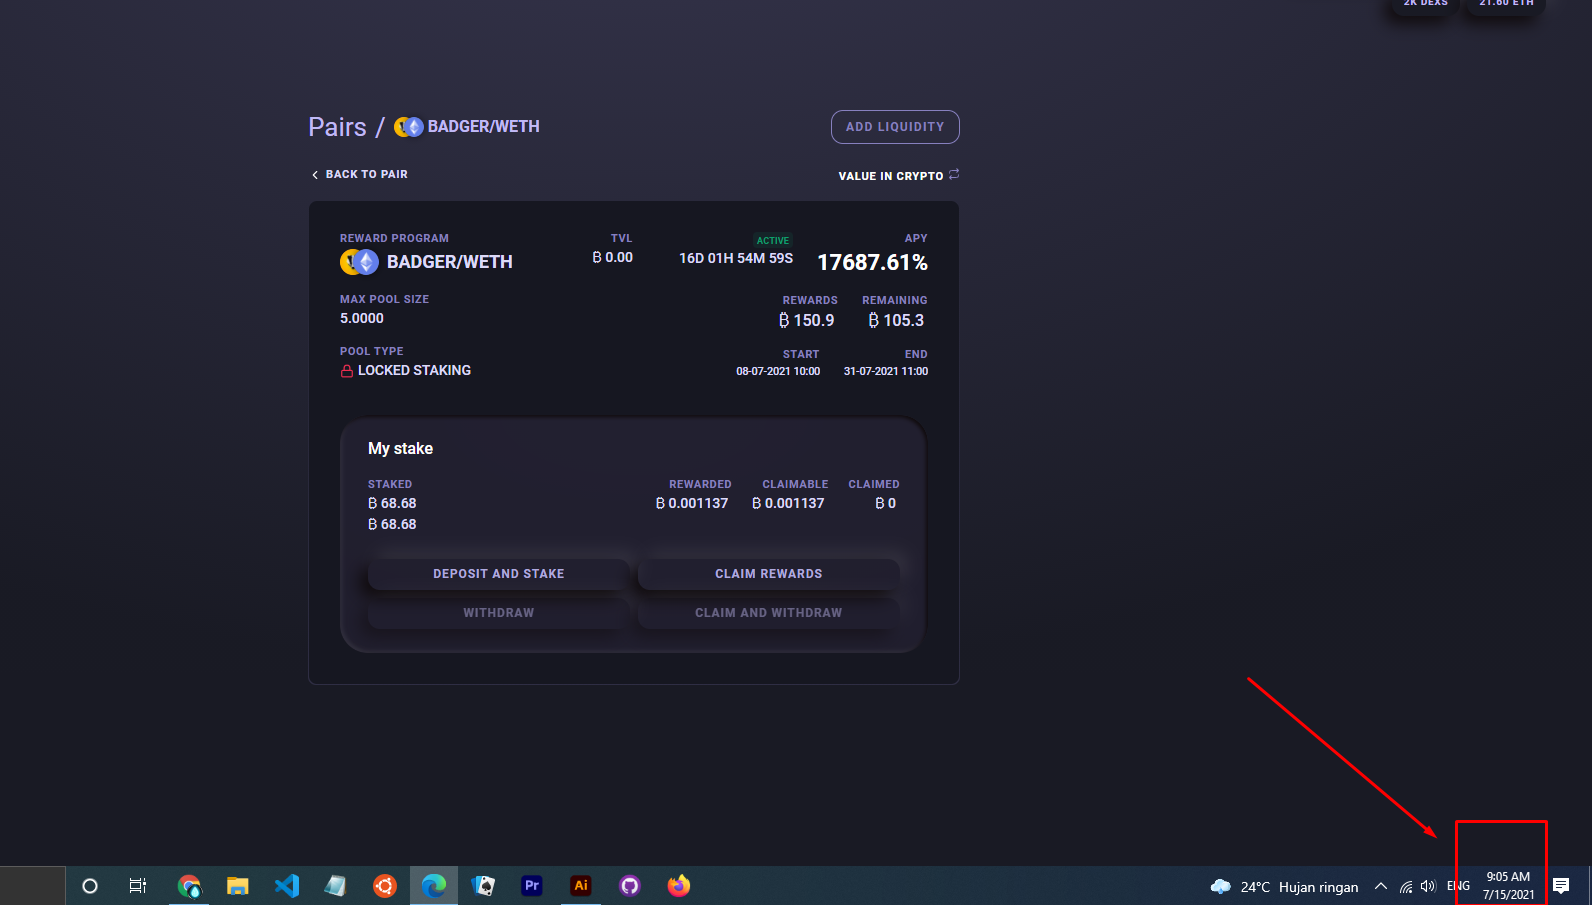 2K DEXS 21.60 ETH
Pairs / BADGER/WETH
ADD LIQUIDITY
BACK TO PAIR
VALUE IN CRYPTO
REWARD PROGRAM
BADGER/WETH
TVL
₿ 0.00
ACTIVE
16D 01H 54M 59S
APY
17687.61%
MAX POOL SIZE
5.0000
REWARDS
₿ 150.9
REMAINING
₿ 105.3
POOL TYPE
LOCKED STAKING
START
08-07-2021 10:00
END
31-07-2021 11:00
My stake
STAKED
₿ 68.68
₿ 68.68
REWARDED
₿ 0.001137
CLAIMABLE
₿ 0.001137
CLAIMED
₿ 0
DEPOSIT AND STAKE
CLAIM REWARDS
WITHDRAW
CLAIM AND WITHDRAW
Pr
Ai
24°C Hujan ringan
ENG
9:05 AM
7/15/2021